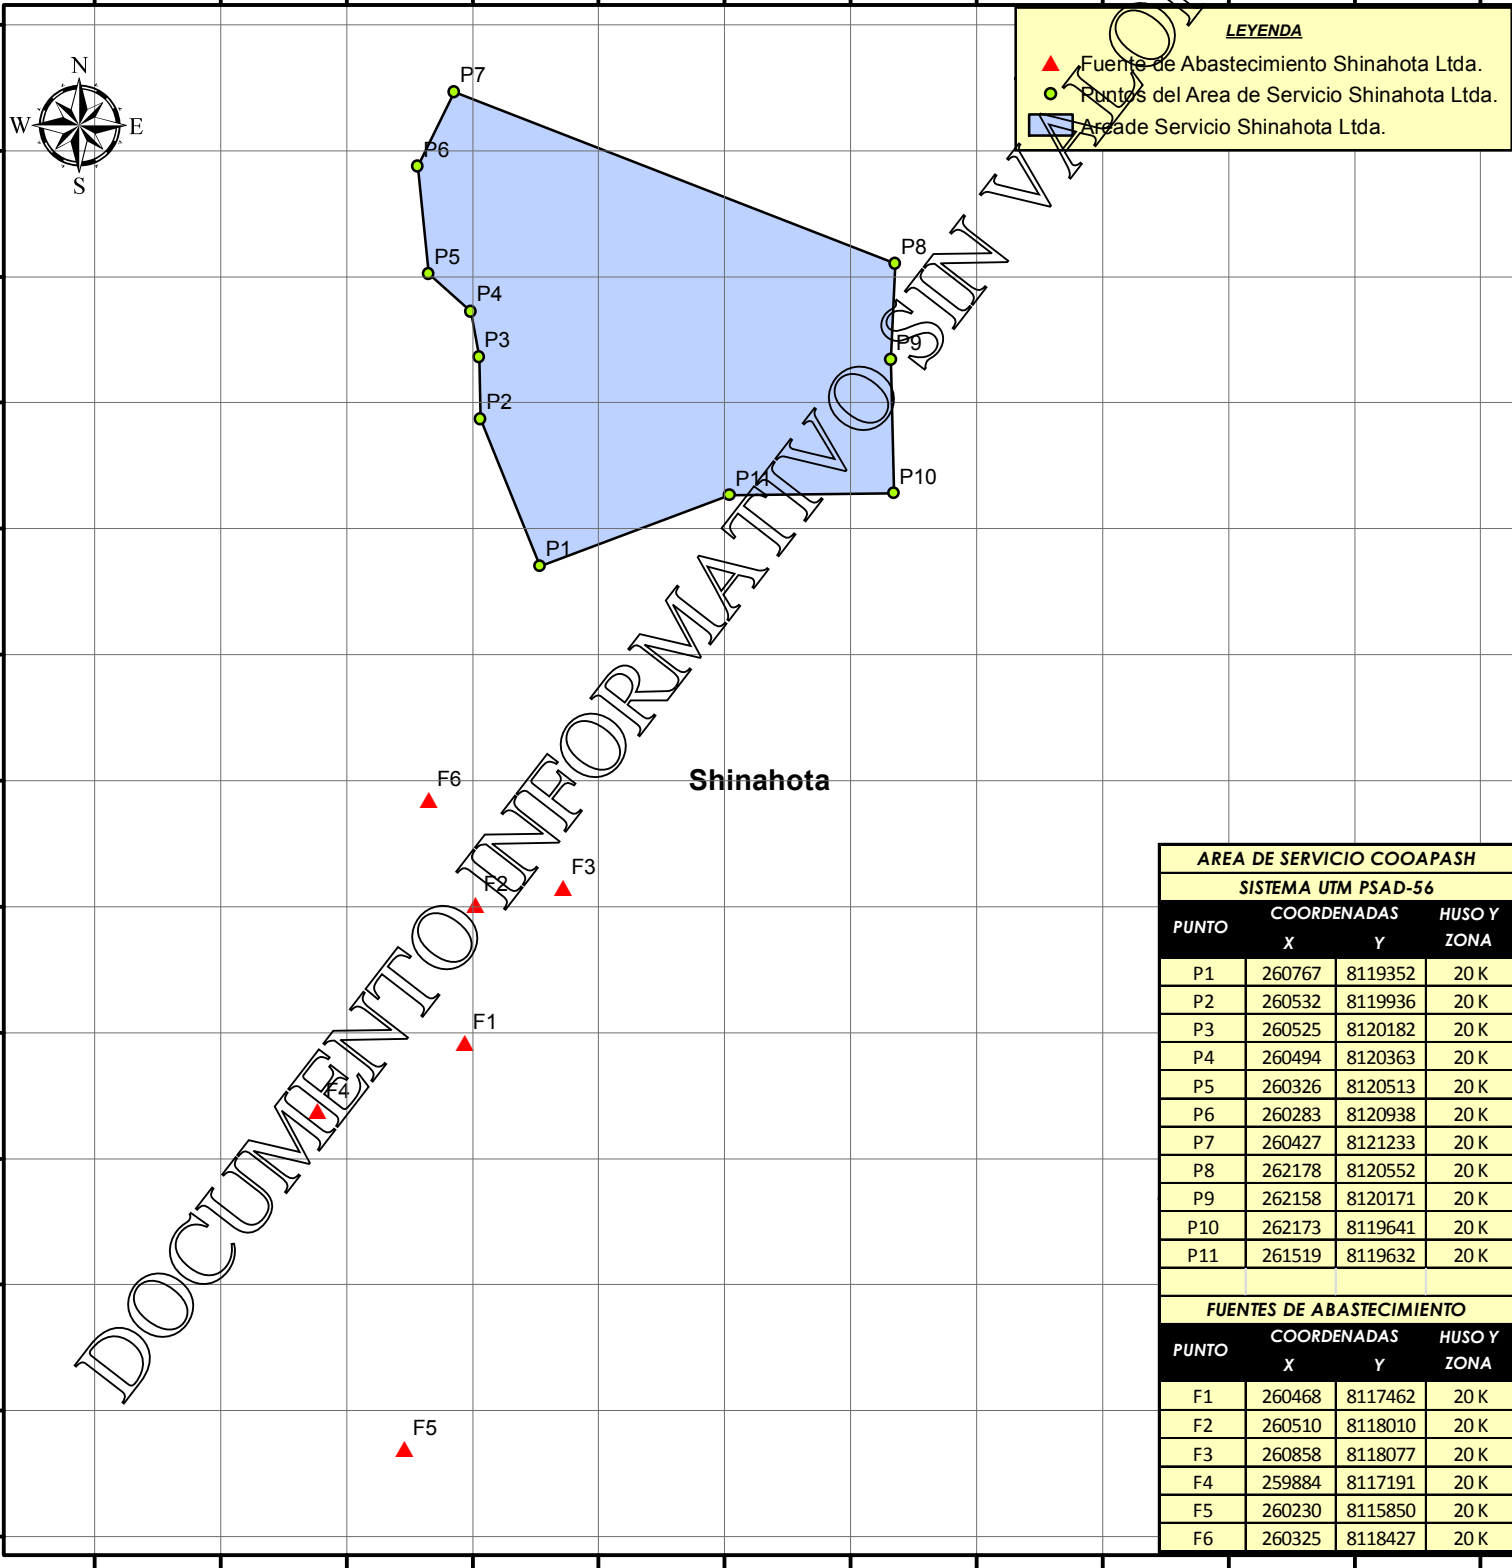 LEYENDA
Fuente de Abastecimiento Shinahota Ltda.
Puntos del Area de Servicio Shinahota Ltda.
Areade Servicio Shinahota Ltda.
N
W E
S
P7
P6
P8
P5
P4
P3
P9
P2
P11
P10
P1
DOCUMENTO INFORMATIVO SIN VALOR
Shinahota
F6
F3
F2
F1
F4
F5
AREA DE SERVICIO COOAPASH
SISTEMA UTM PSAD-56
PUNTO COORDENADAS HUSO Y ZONA
X Y
P1 260767 8119352 20 K
P2 260532 8119936 20 K
P3 260525 8120182 20 K
P4 260494 8120363 20 K
P5 260326 8120513 20 K
P6 260283 8120938 20 K
P7 260427 8121233 20 K
P8 262178 8120552 20 K
P9 262158 8120171 20 K
P10 262173 8119641 20 K
P11 261519 8119632 20 K
FUENTES DE ABASTECIMIENTO
PUNTO COORDENADAS HUSO Y ZONA
X Y
F1 260468 8117462 20 K
F2 260510 8118010 20 K
F3 260858 8118077 20 K
F4 259884 8117191 20 K
F5 260230 8115850 20 K
F6 260325 8118427 20 K